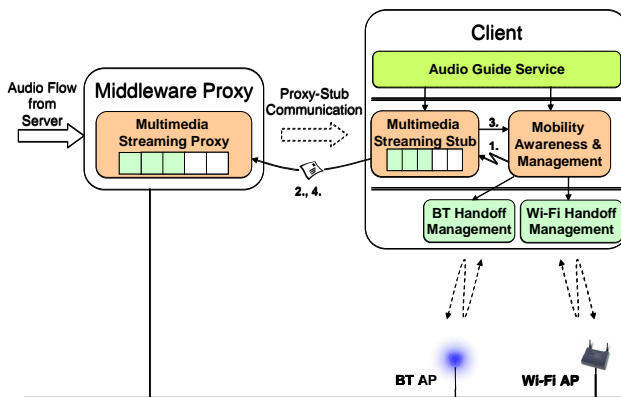 Client
Audio Guide Service
Audio Flow
from
Server
Middleware Proxy
Multimedia
Streaming Proxy
Proxy-Stub
Communication
2., 4.
Multimedia
Streaming Stub
3.
1.
Mobility
Awareness &
Management
BT Handoff
Management
Wi-Fi Handoff
Management
BT AP
Wi-Fi AP